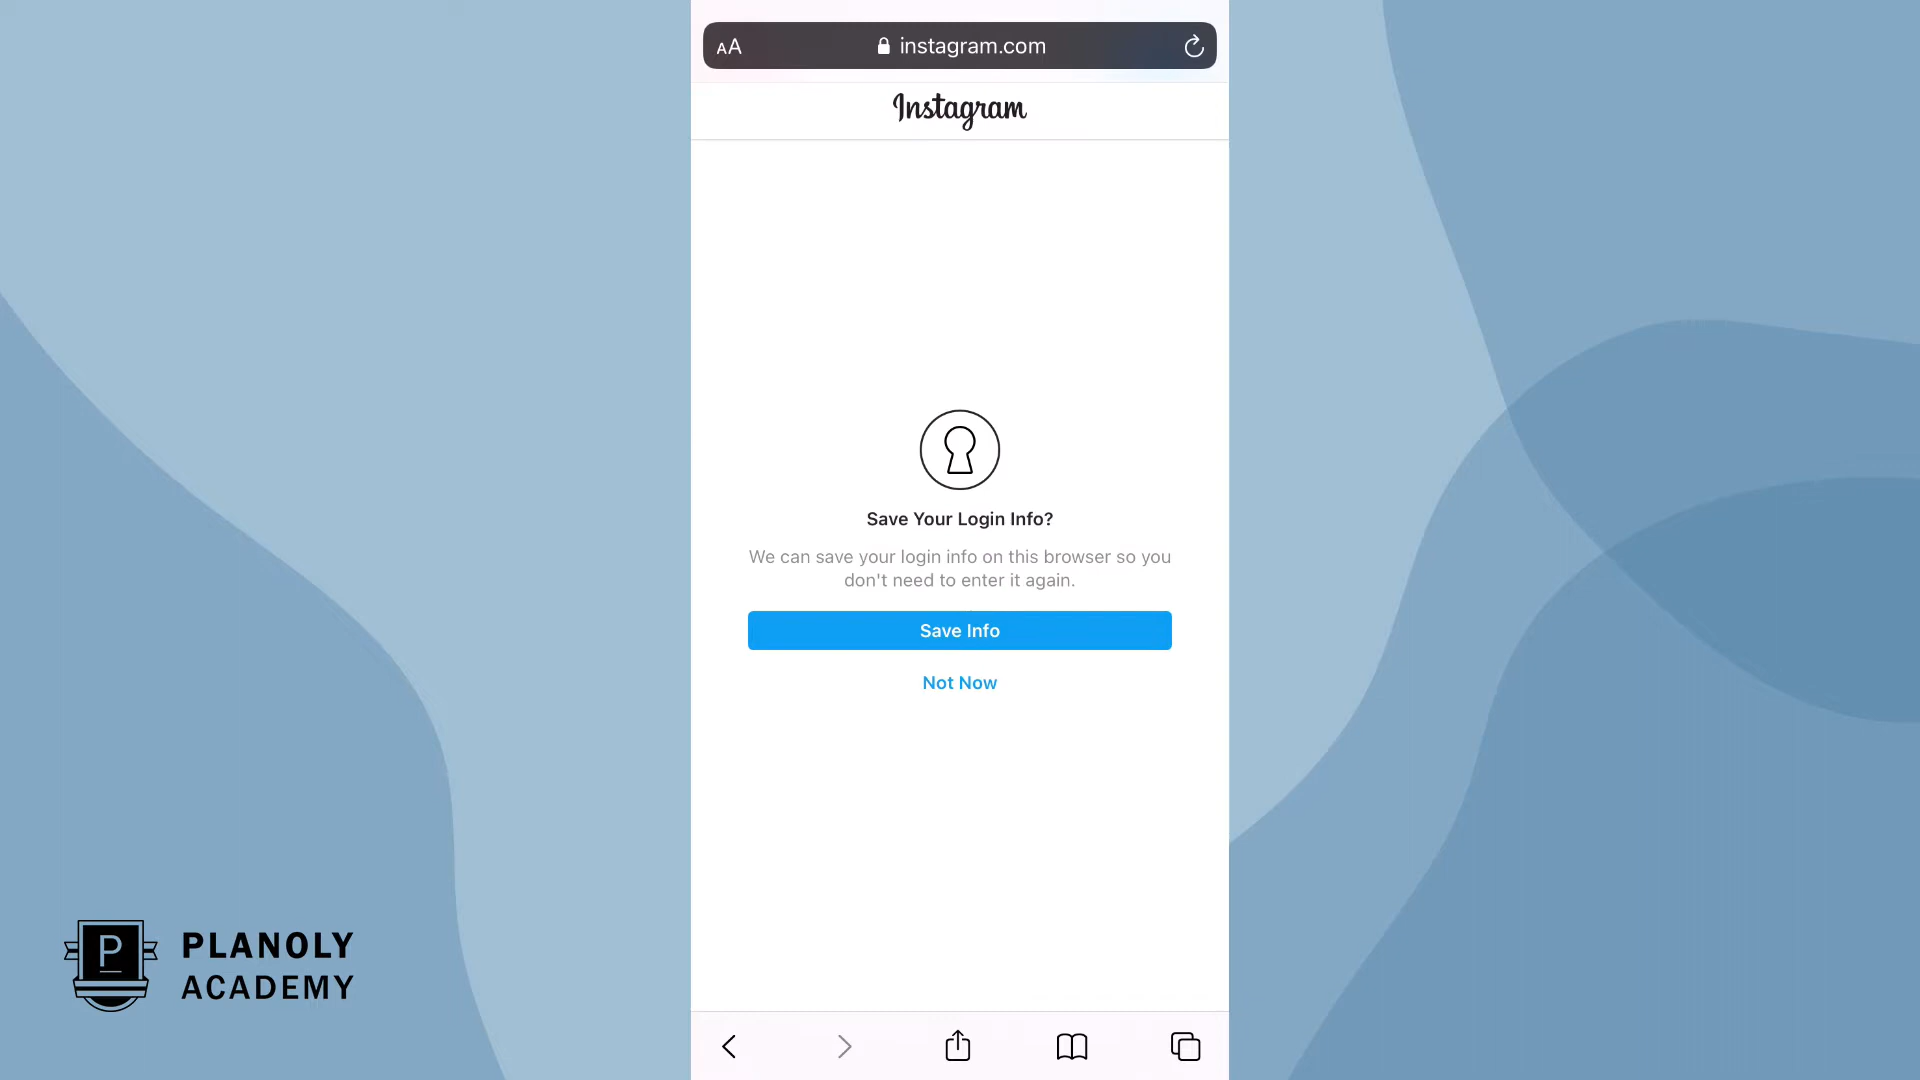 AA
instagram.com
Instagram
Save Your Login Info?
We can save your login info on this browser so you
don't need to enter it again.
Save Info
Not Now
P
PLANOLY
ACADEMY